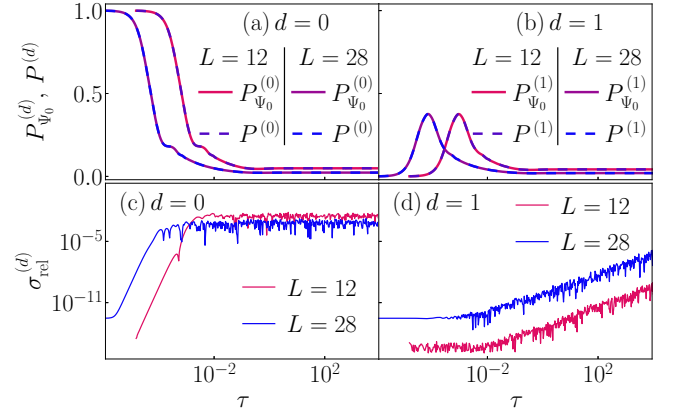 (a) d = 0
(b) d = 1
L = 12 L = 28
L = 12 L = 28
P_{Ψ_0}^{(0)} P_{Ψ_0}^{(0)}
P_{Ψ_0}^{(1)} P_{Ψ_0}^{(1)}
P^{(0)} P^{(0)}
P^{(1)} P^{(1)}
P_{Ψ_0}^{(d)} , P^{(d)}
1.0
0.5
0.0
(c) d = 0
(d) d = 1
L = 12
L = 28
L = 12
L = 28
σ_{rel}^{(d)}
10^{-5}
10^{-11}
10^{-2} 10^{2}
10^{-2} 10^{2}
τ
τ